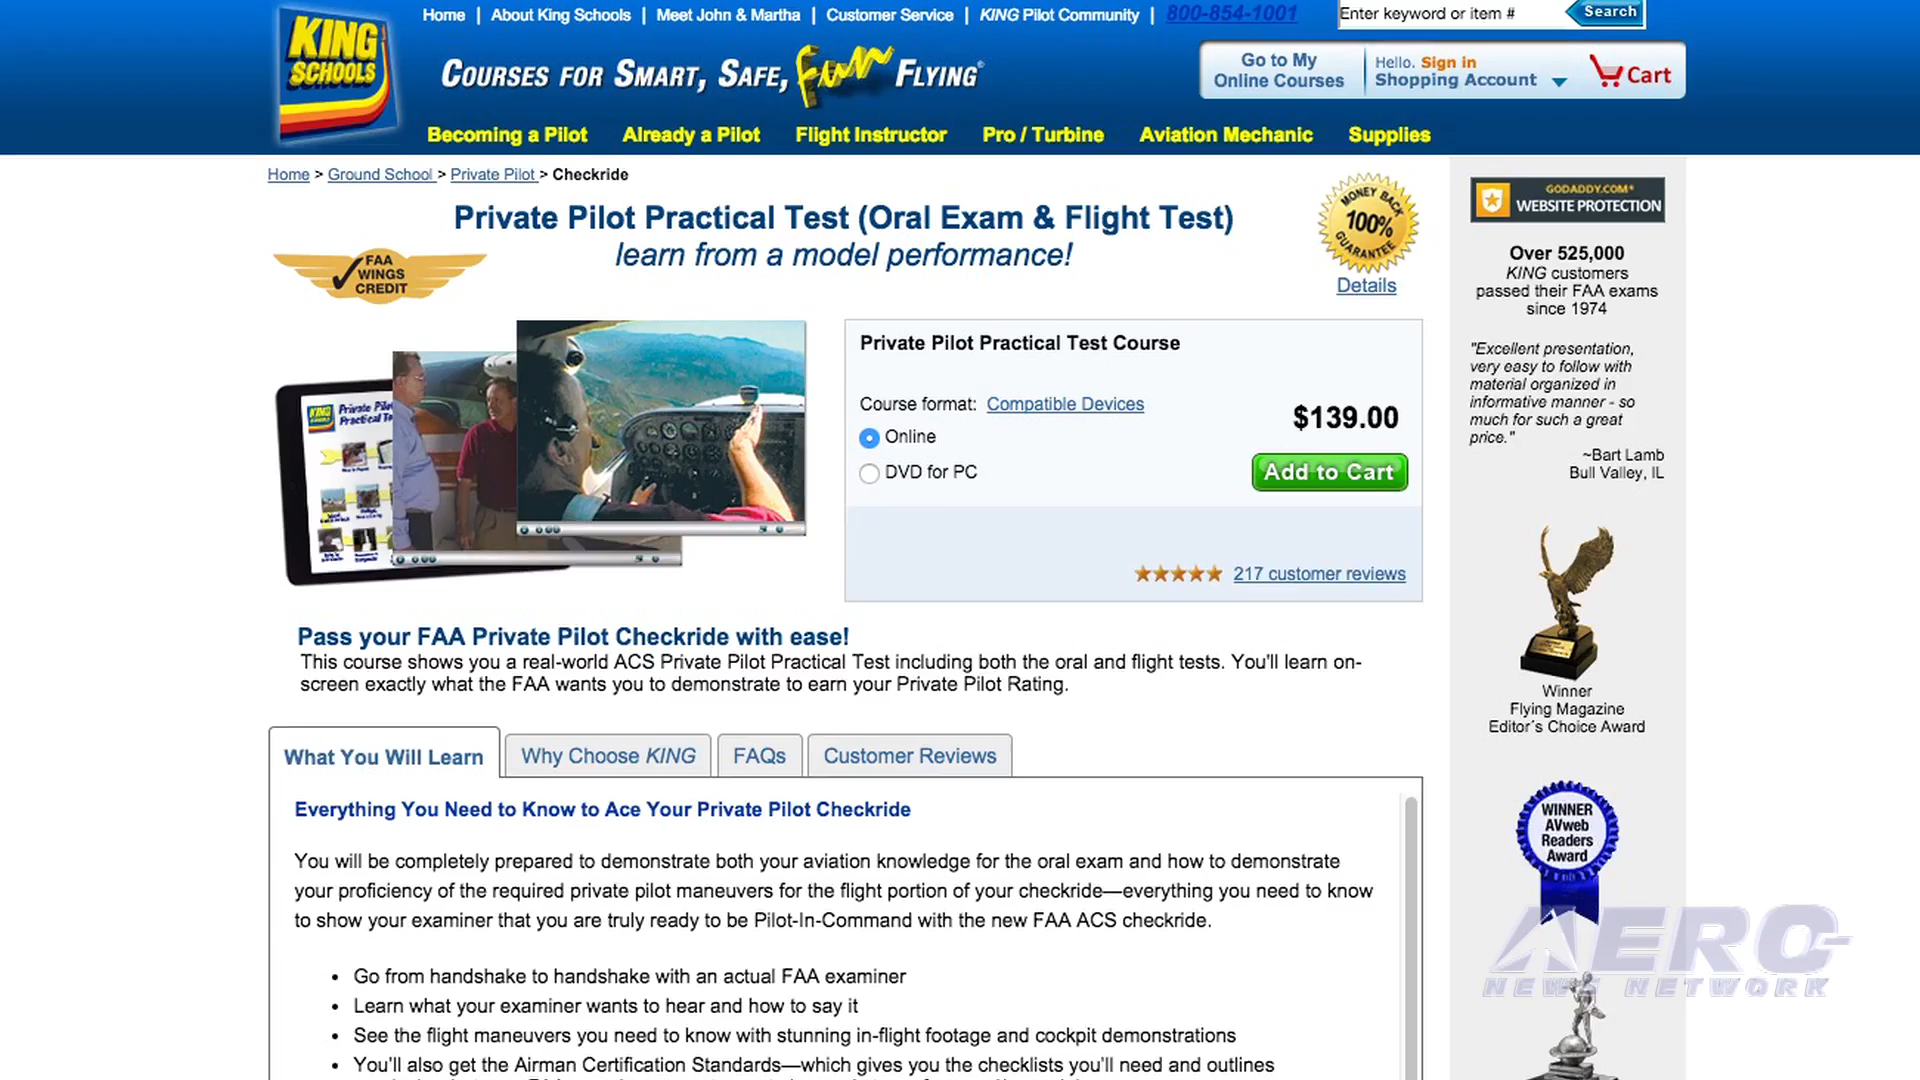 Home | About King Schools | Meet John & Martha | Customer Service | KING Pilot Community | 800-854-1001
Enter keyword or item #
Search
KING
SCHOOLS
COURSES FOR SMART, SAFE, Fun FLYING®
Go to My
Online Courses
Hello. Sign in
Shopping Account
Cart
Becoming a Pilot
Already a Pilot
Flight Instructor
Pro / Turbine
Aviation Mechanic
Supplies
Home > Ground School > Private Pilot > Checkride
Private Pilot Practical Test (Oral Exam & Flight Test)
learn from a model performance!
FAA
WINGS
CREDIT
MONEY BACK
100%
GUARANTEE
Details
KING
SCHOOLS
Private Pilot Practical Test Course
Course format: Compatible Devices
Online
DVD for PC
$139.00
Add to Cart
217 customer reviews
Pass your FAA Private Pilot Checkride with ease!
This course shows you a real-world ACS Private Pilot Practical Test including both the oral and flight tests. You'll learn on-
screen exactly what the FAA wants you to demonstrate to earn your Private Pilot Rating.
What You Will Learn
Why Choose KING
FAQs
Customer Reviews
Everything You Need to Know to Ace Your Private Pilot Checkride
You will be completely prepared to demonstrate both your aviation knowledge for the oral exam and how to demonstrate
your proficiency of the required private pilot maneuvers for the flight portion of your checkride—everything you need to know
to show your examiner that you are truly ready to be Pilot-In-Command with the new FAA ACS checkride.
• Go from handshake to handshake with an actual FAA examiner
• Learn what your examiner wants to hear and how to say it
• See the flight maneuvers you need to know with stunning in-flight footage and cockpit demonstrations
• You'll also get the Airman Certification Standards—which gives you the checklists you'll need and outlines
GODADDY.COM®
WEBSITE PROTECTION
Over 525,000
KING customers
passed their FAA exams
since 1974
"Excellent presentation,
very easy to follow with
material organized in
informative manner - so
much for such a great
price."
~Bart Lamb
Bull Valley, IL
Winner
Flying Magazine
Editor´s Choice Award
WINNER
AVweb
Readers
Award
AERO-
NEWS NETWORK